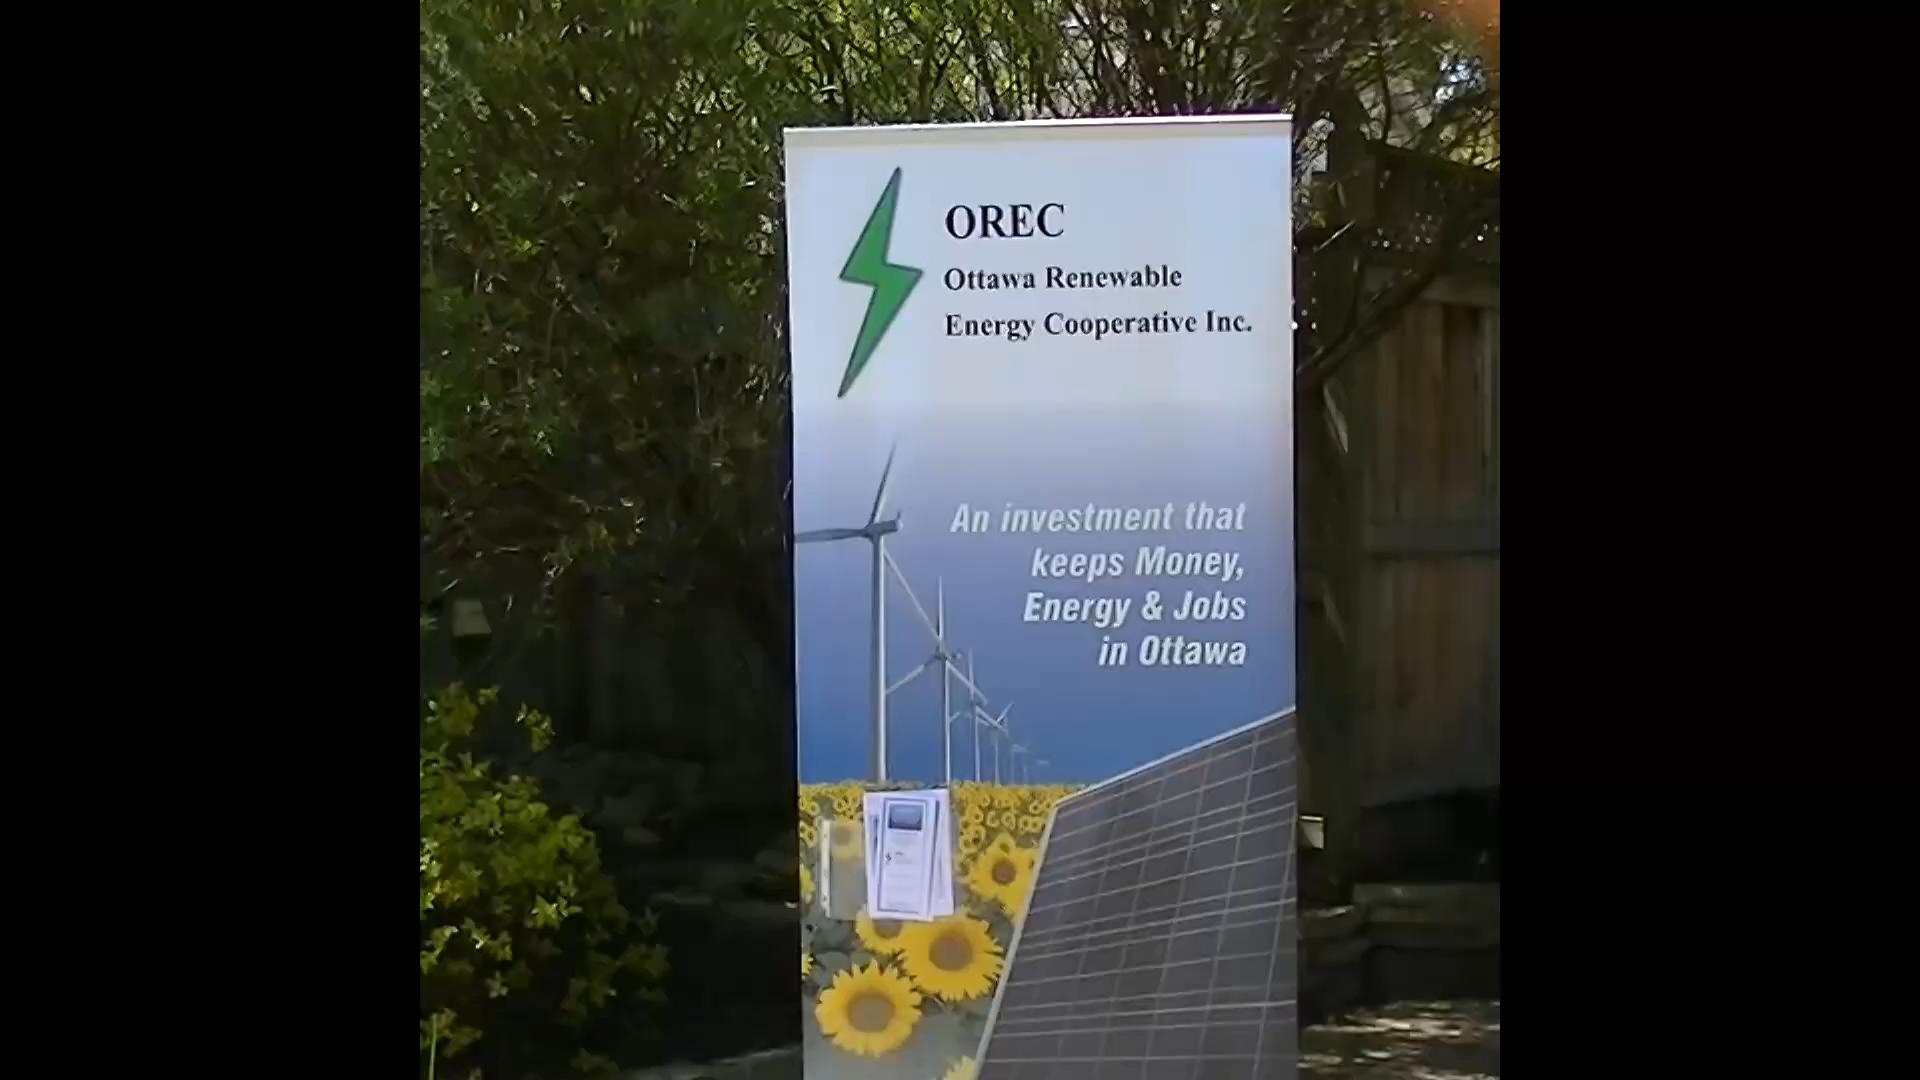 OREC
Ottawa Renewable
Energy Cooperative Inc.
An investment that
keeps Money,
Energy & Jobs
in Ottawa